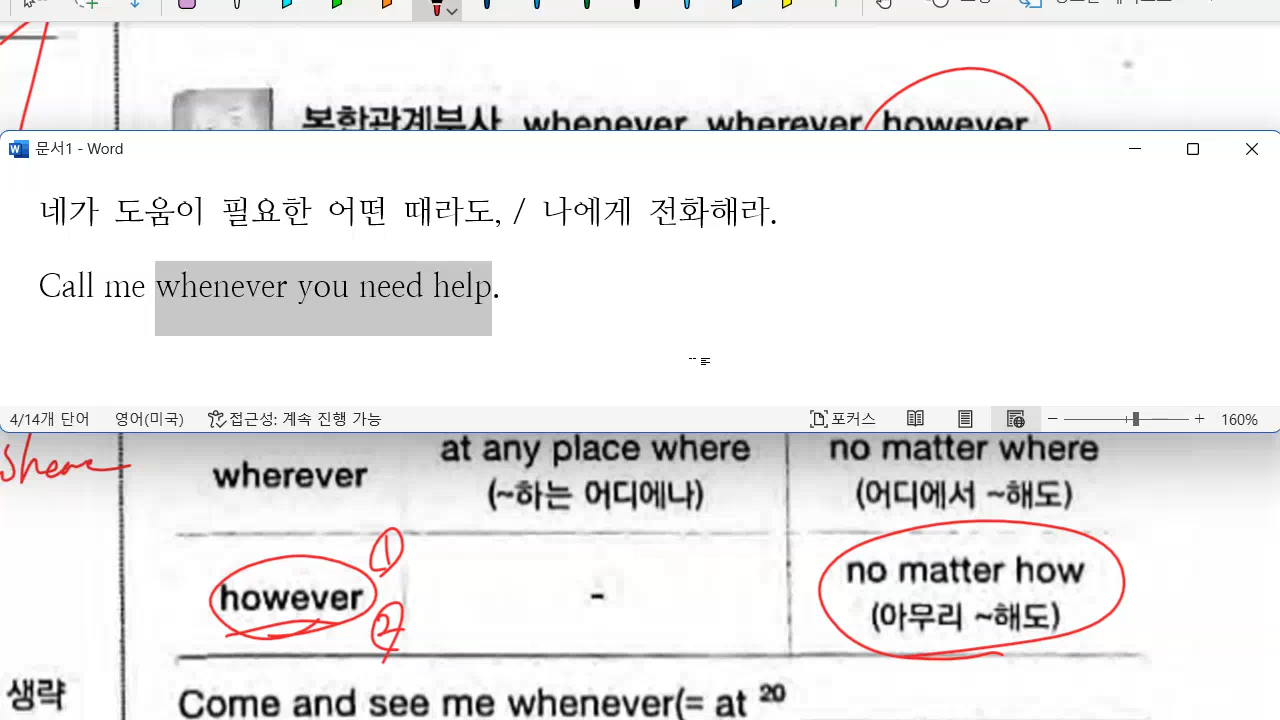 복합관계부사 whenever, wherever, however
문서1 - Word
네가 도움이 필요한 어떤 때라도, / 나에게 전화해라.
Call me whenever you need help.
4/14개 단어 영어(미국) 접근성: 계속 진행 가능 포커스 160%
wherever at any place where no matter where
(~하는 어디에나) (어디에서 ~해도)
however ① ② - no matter how
(아무리 ~해도)
생략
Come and see me whenever(= at 20